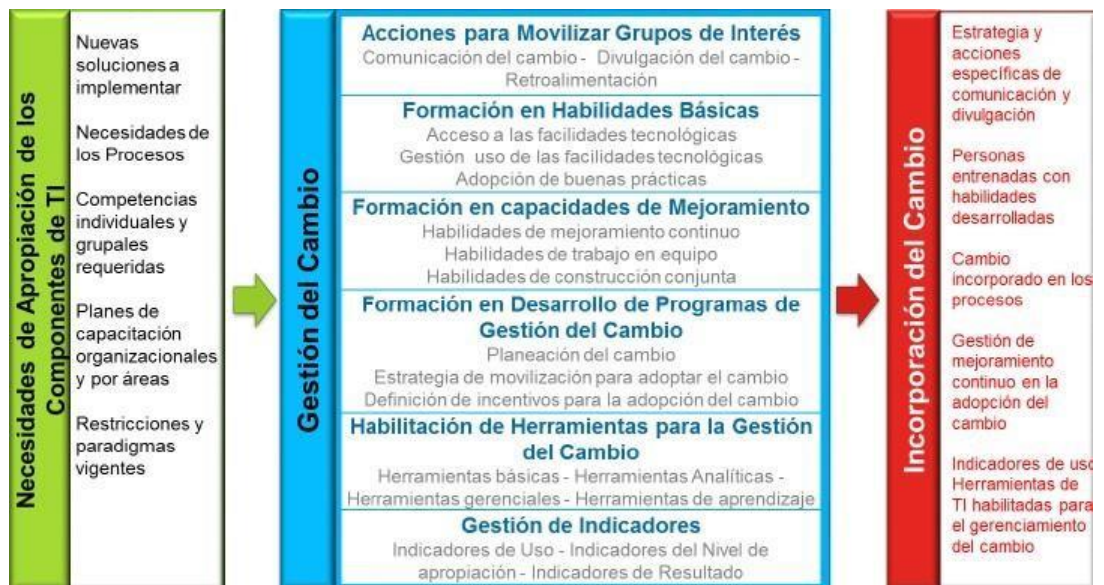 Necesidades de Apropiación de los
Componentes de TI
Nuevas
soluciones a
implementar
Necesidades de
los Procesos
Competencias
individuales y
grupales
requeridas
Planes de
capacitación
organizacionales
y por áreas
Restricciones y
paradigmas
vigentes
Gestión del Cambio
Acciones para Movilizar Grupos de Interés
Comunicación del cambio - Divulgación del cambio -
Retroalimentación
Formación en Habilidades Básicas
Acceso a las facilidades tecnológicas
Gestión uso de las facilidades tecnológicas
Adopción de buenas prácticas
Formación en capacidades de Mejoramiento
Habilidades de mejoramiento continuo
Habilidades de trabajo en equipo
Habilidades de construcción conjunta
Formación en Desarrollo de Programas de
Gestión del Cambio
Planeación del cambio
Estrategia de movilización para adoptar el cambio
Definición de incentivos para la adopción del cambio
Habilitación de Herramientas para la Gestión
del Cambio
Herramientas básicas - Herramientas Analíticas -
Herramientas gerenciales - Herramientas de aprendizaje
Gestión de Indicadores
Indicadores de Uso - Indicadores del Nivel de
apropiación - Indicadores de Resultado
Incorporación del Cambio
Estrategia y
acciones
específicas de
comunicación y
divulgación
Personas
entrenadas con
habilidades
desarrolladas
Cambio
incorporado en los
procesos
Gestión de
mejoramiento
continuo en la
adopción del
cambio
Indicadores de uso
Herramientas de
TI habilitadas para
el gerenciamiento
del cambio